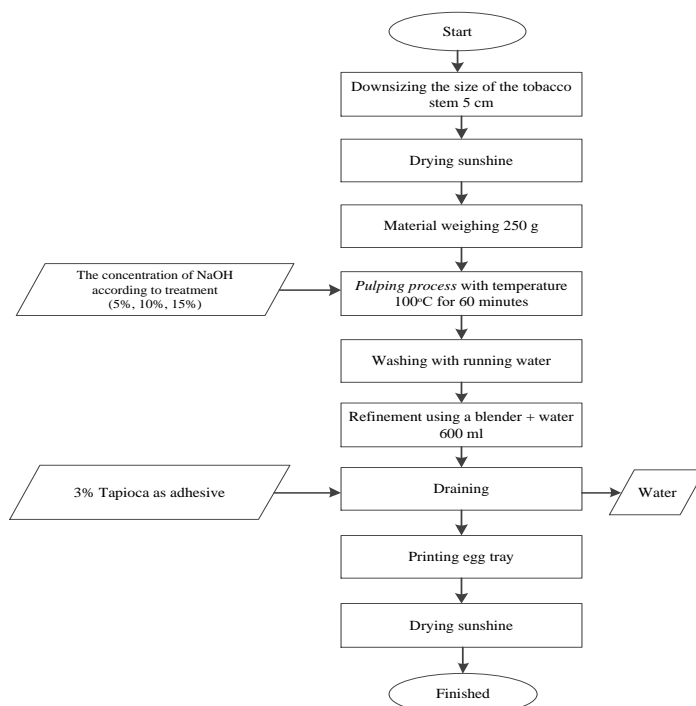 Start
Downsizing the size of the tobacco
stem 5 cm
Drying sunshine
Material weighing 250 g
The concentration of NaOH
according to treatment
(5%, 10%, 15%)
Pulping process with temperature
100°C for 60 minutes
Washing with running water
Refinement using a blender + water
600 ml
3% Tapioca as adhesive
Draining
Water
Printing egg tray
Drying sunshine
Finished